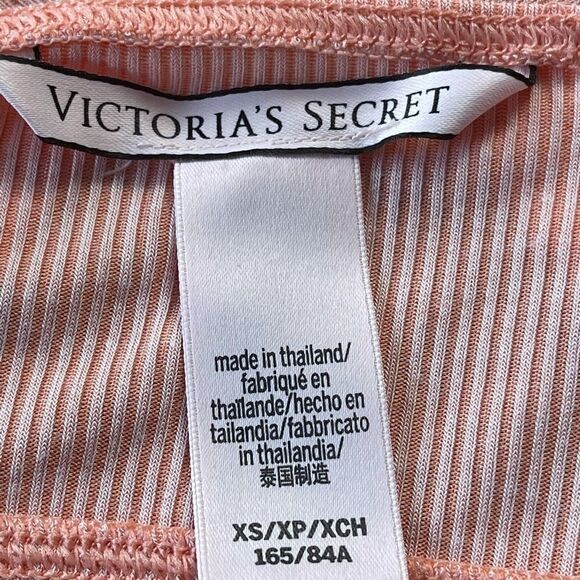 VICTORIA'S SECRET
made in thailand/
fabriqué en
thaïlande/hecho en
tailandia/fabbricato
in thailandia/
泰国制造
XS/XP/XCH
165/84A